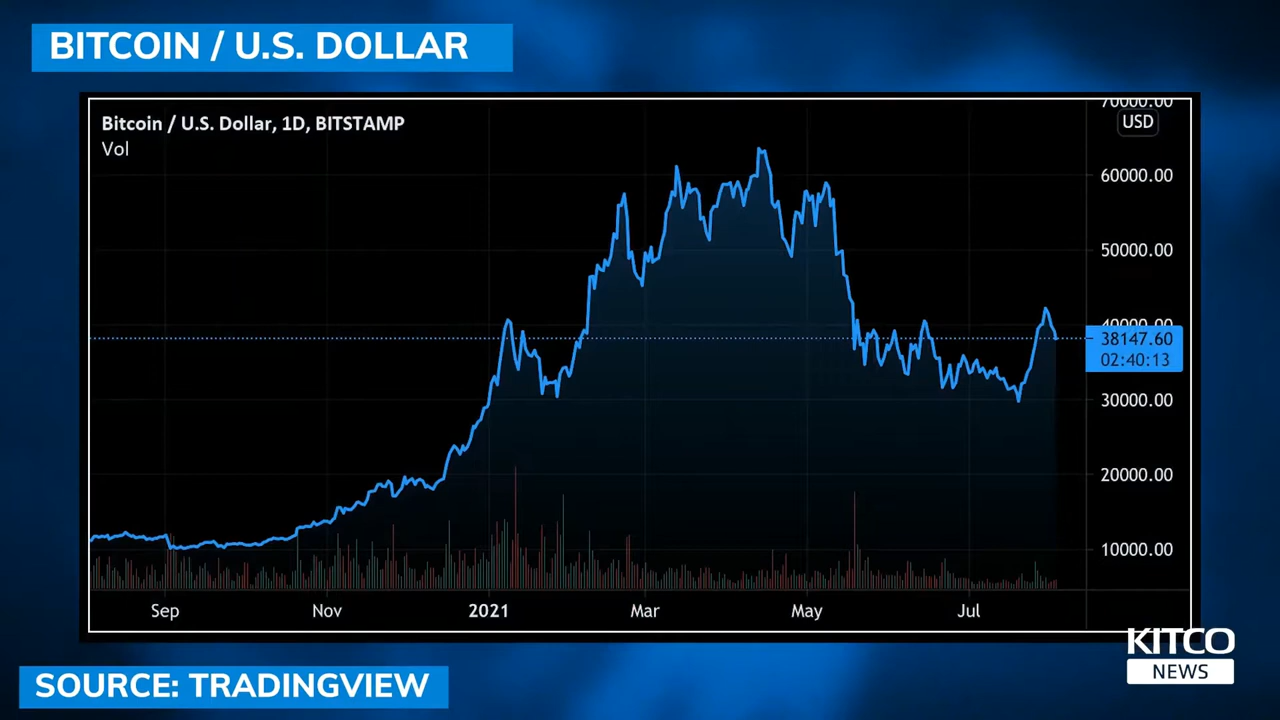 BITCOIN / U.S. DOLLAR
Bitcoin / U.S. Dollar, 1D, BITSTAMP
Vol
70000.00
USD
60000.00
50000.00
40000.00
38147.60
02:40:13
30000.00
20000.00
10000.00
Sep Nov 2021 Mar May Jul
KITCO
NEWS
SOURCE: TRADINGVIEW